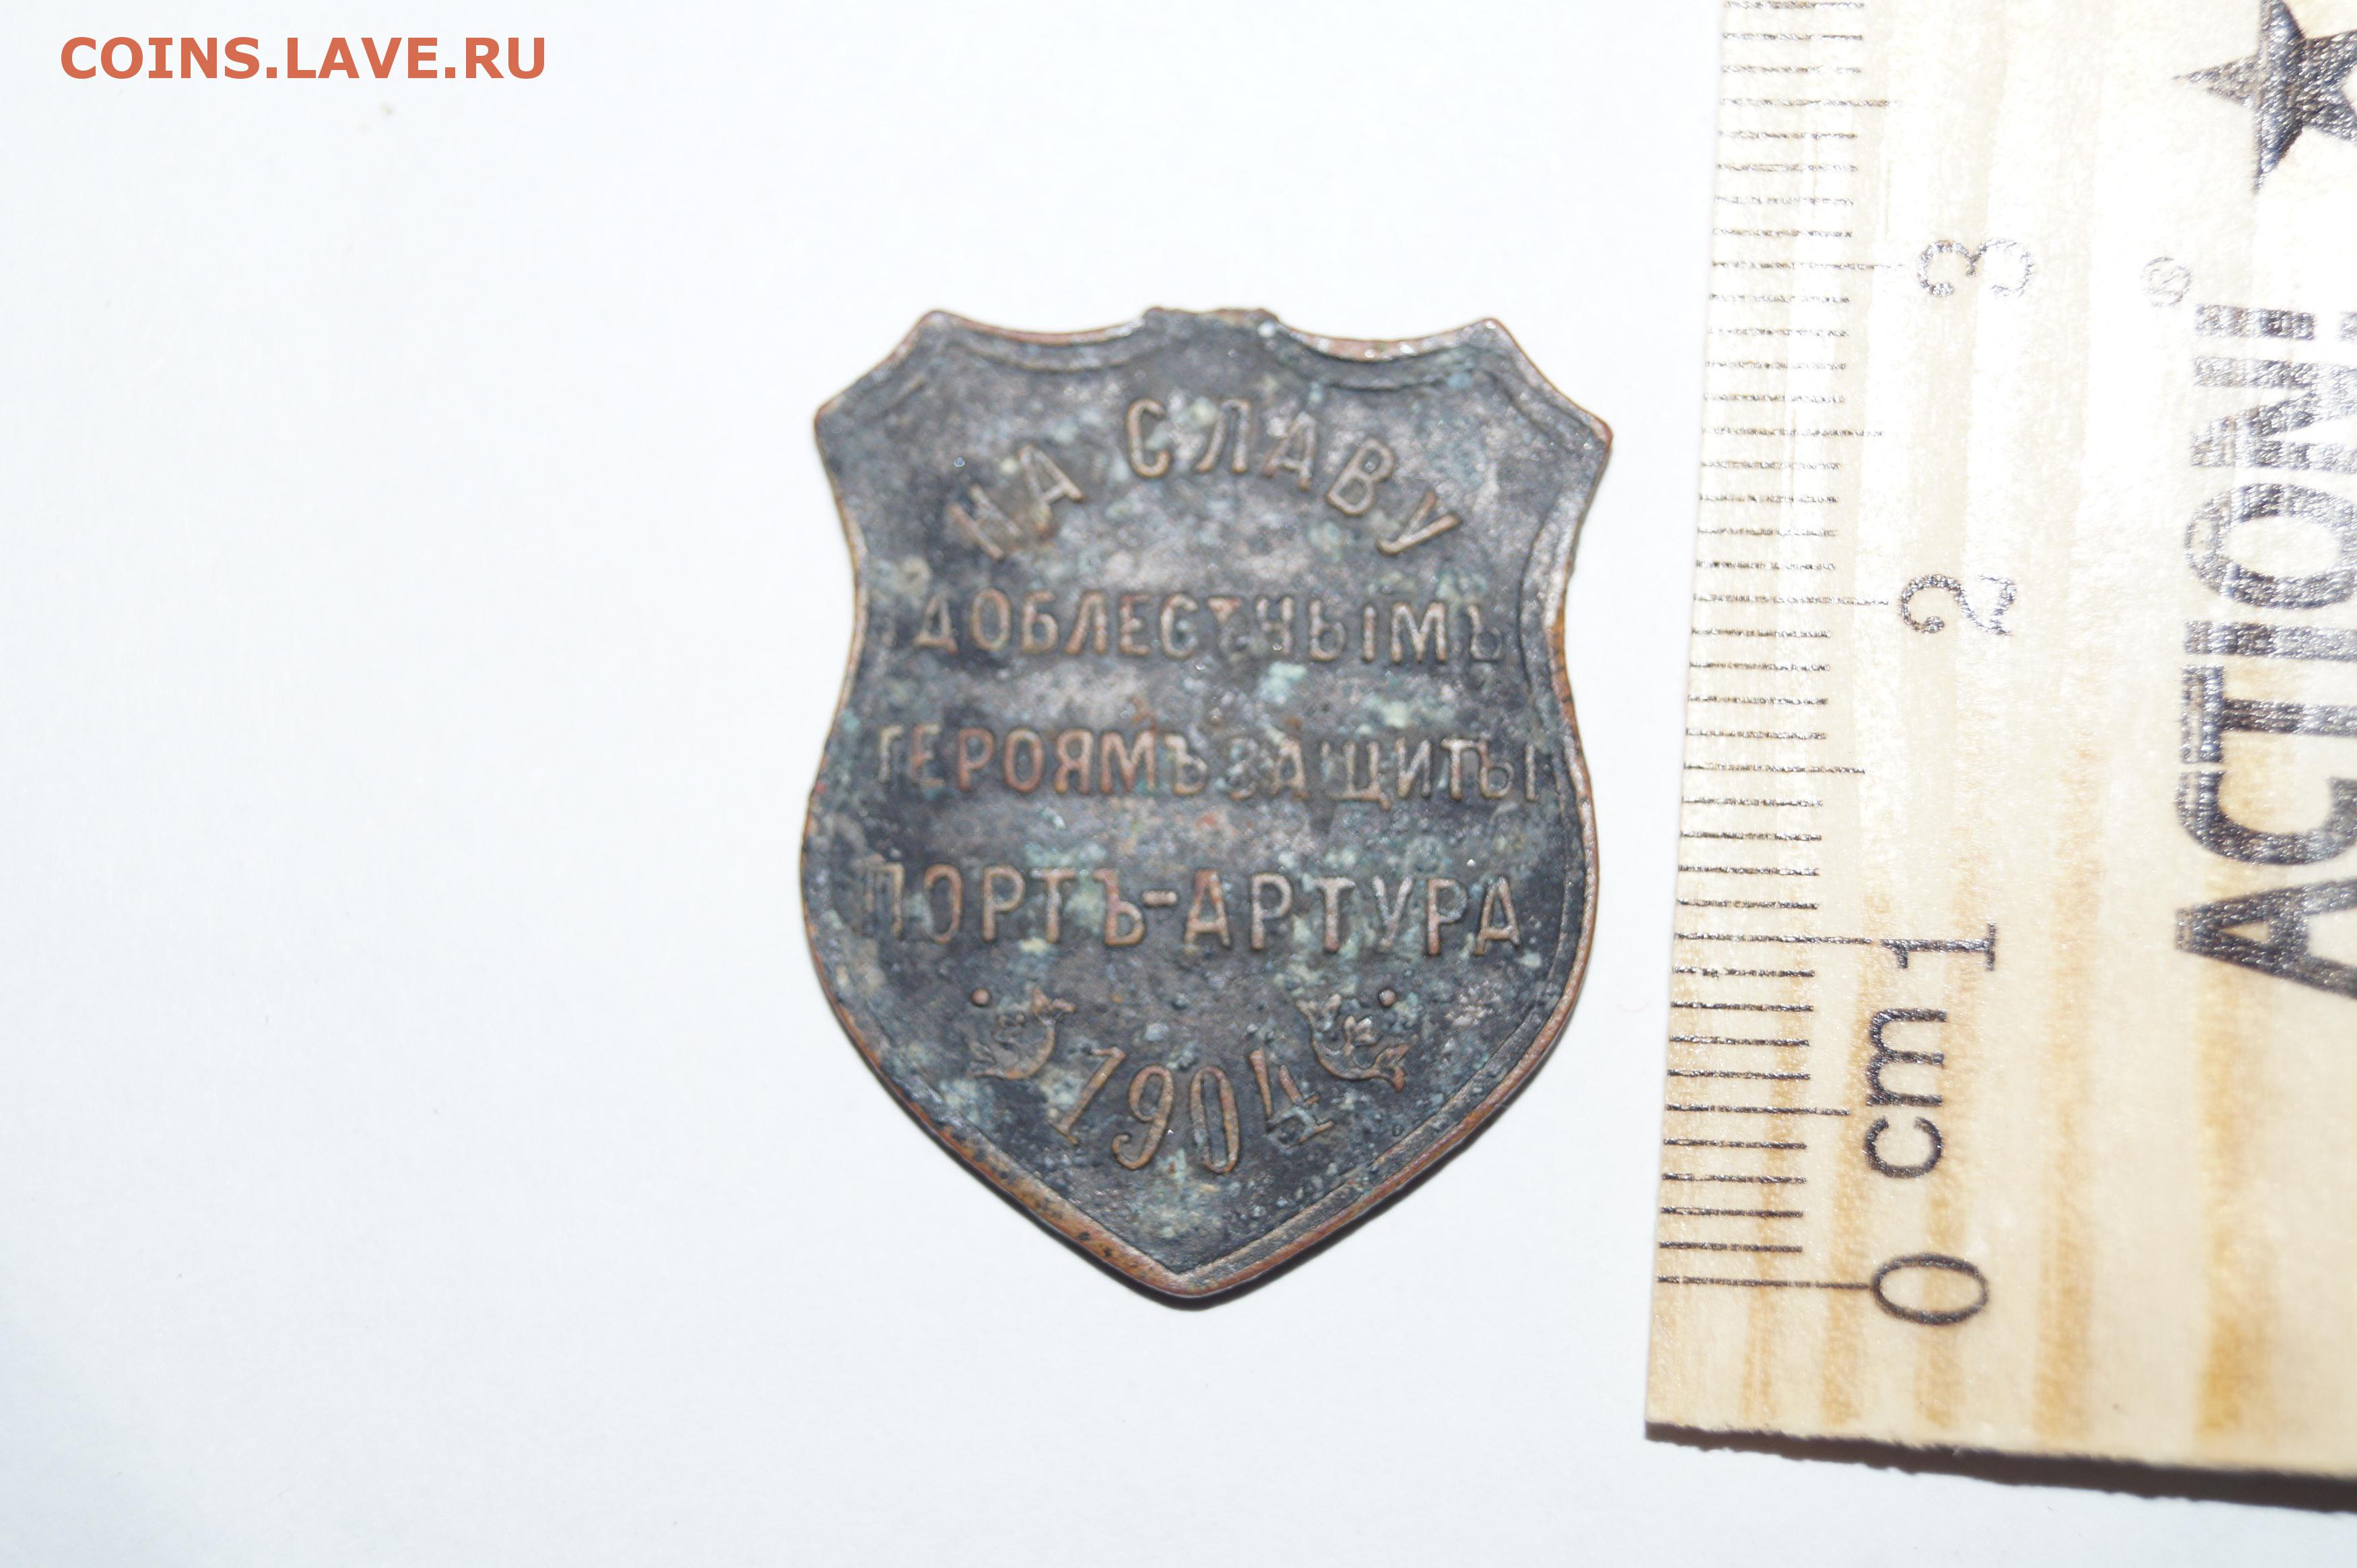 COINS.LAVE.RU
НА СЛАВУ
ДОБЛЕСТНЫМЪ
ГЕРОЯМЪ ЗАЩИТЫ
ПОРТЪ-АРТУРА
1904
0 cm 1 2 3
ACTION!
®